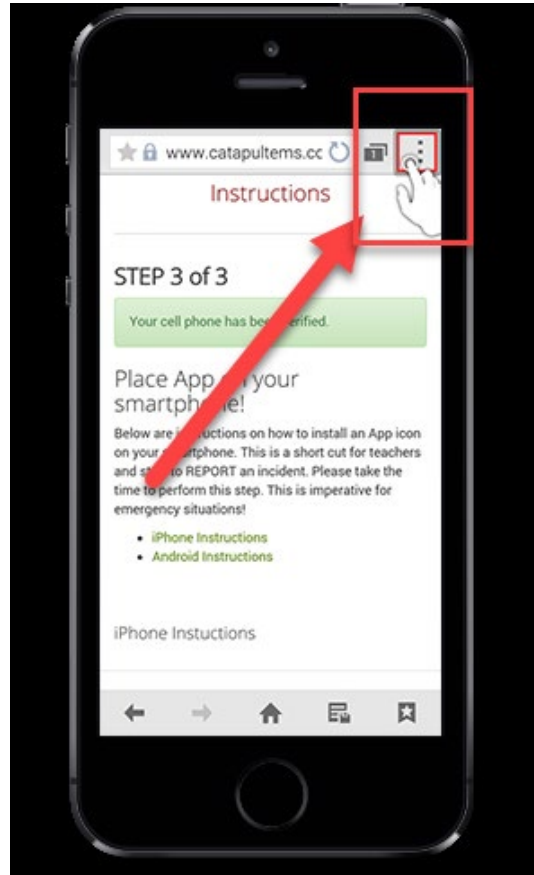 www.catapultems.cc
1
Instructions
STEP 3 of 3
Your cell phone has been verified.
Place App on your
smartphone!
Below are instructions on how to install an App icon
on your smartphone. This is a short cut for teachers
and staff to REPORT an incident. Please take the
time to perform this step. This is imperative for
emergency situations!
iPhone Instructions
Android Instructions
iPhone Instuctions